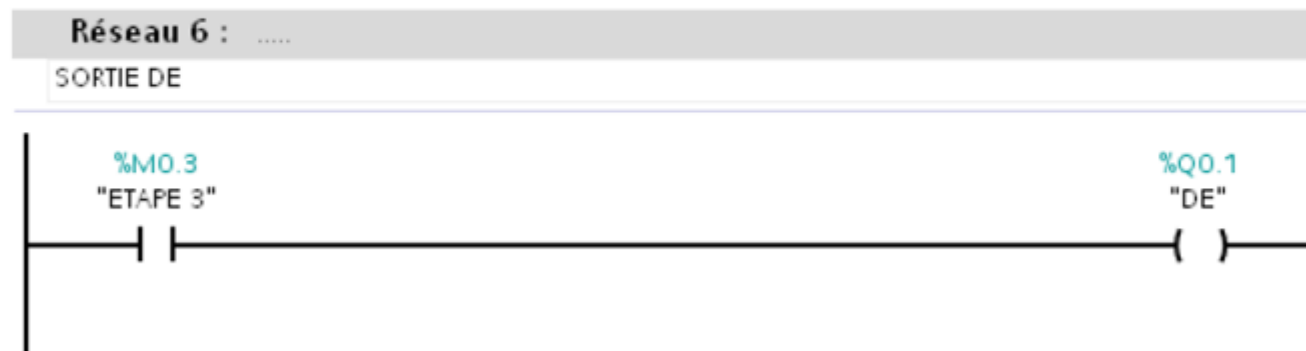 Réseau 6 : .....
SORTIE DE
%M0.3
"ETAPE 3"
%Q0.1
"DE"